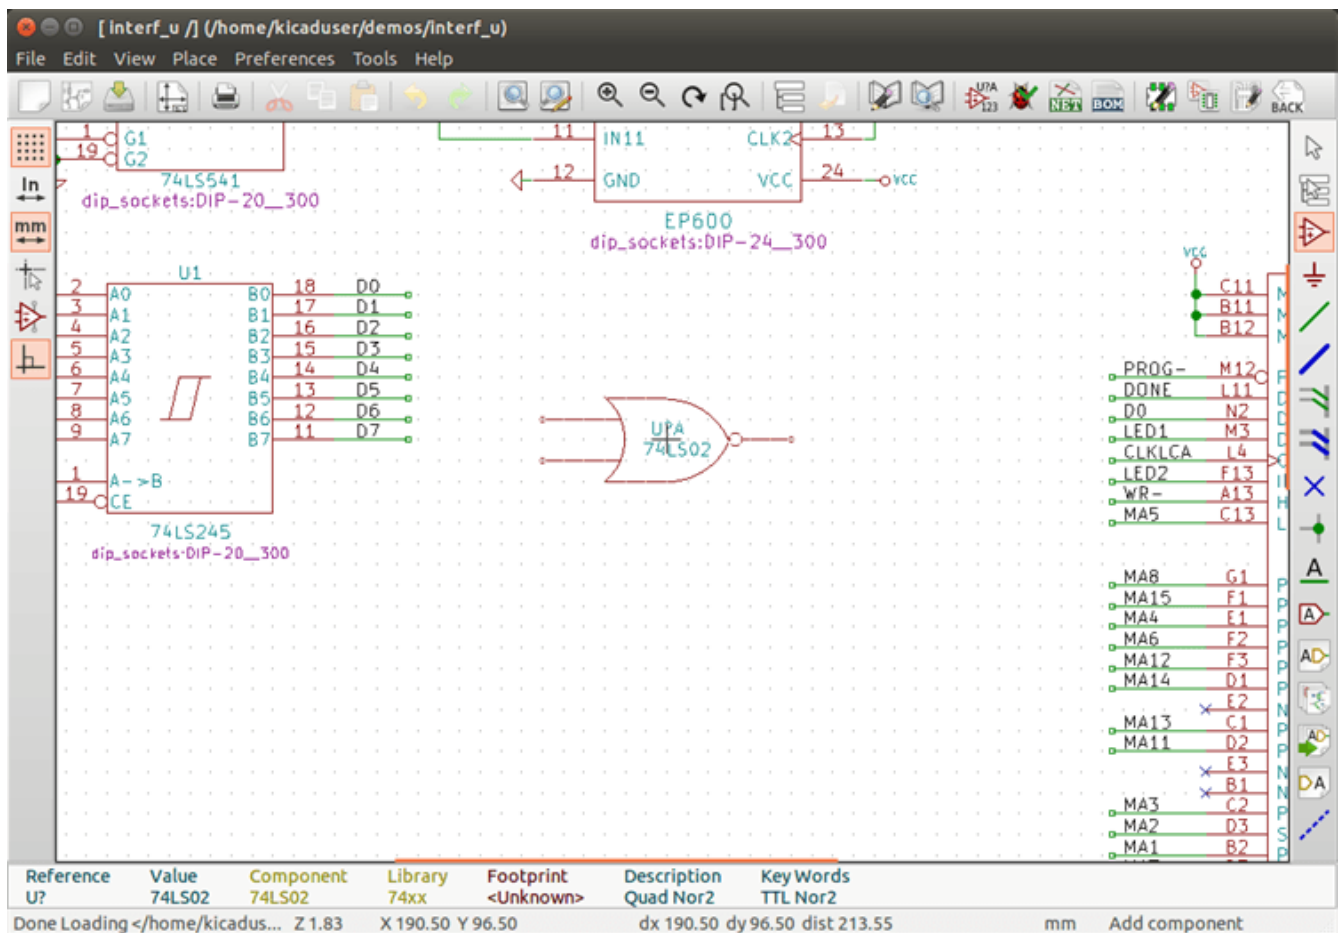 [ interf_u /] (/home/kicaduser/demos/interf_u)
File Edit View Place Preferences Tools Help
U?A 123 NET BOM BACK
In
mm
1 G1
19 G2
74LS541
dip_sockets:DIP-20__300
11 IN11 CLK2 13
12 GND VCC 24 VCC
EP600
dip_sockets:DIP-24__300
U1
2 A0 B0 18 D0
3 A1 B1 17 D1
4 A2 B2 16 D2
5 A3 B3 15 D3
6 A4 B4 14 D4
7 A5 B5 13 D5
8 A6 B6 12 D6
9 A7 B7 11 D7
1 A->B
19 CE
74LS245
dip_sockets:DIP-20__300
U?A
74LS02
VCC
C11 M
B11 M
B12 M
PROG- M12
DONE L11
D0 N2
LED1 M3
CLKLCA L4
LED2 F13
WR- A13
MA5 C13
MA8 G1 P
MA15 F1 P
MA4 E1 P
MA6 F2 P
MA12 F3 P
MA14 D1 P
E2 N
MA13 C1 P
MA11 D2 P
E3 N
B1 N
MA3 C2 P
MA2 D3 S
MA1 B2 P
A
A
AD
AD
DA
Reference Value Component Library Footprint Description Key Words
U? 74LS02 74LS02 74xx <Unknown> Quad Nor2 TTL Nor2
Done Loading </home/kicadus... Z 1.83 X 190.50 Y 96.50 dx 190.50 dy 96.50 dist 213.55 mm Add component